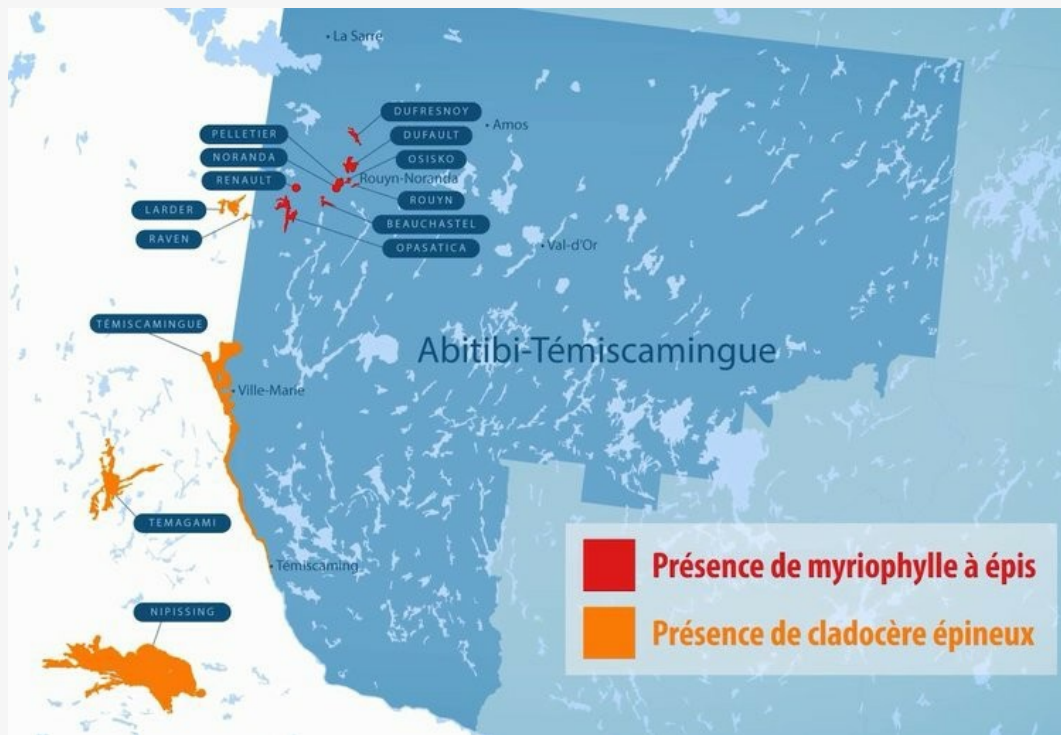 La Sarre
DUFRESNOY
Amos
PELLETIER
DUFAULT
NORANDA
OSISKO
RENAULT
Rouyn-Noranda
LARDER
ROUYN
RAVEN
BEAUCHASTEL
OPASATICA
Val-d'Or
TÉMISCAMINGUE
Abitibi-Témiscamingue
Ville-Marie
TEMAGAMI
Témiscaming
Présence de myriophylle à épis
NIPISSING
Présence de cladocère épineux